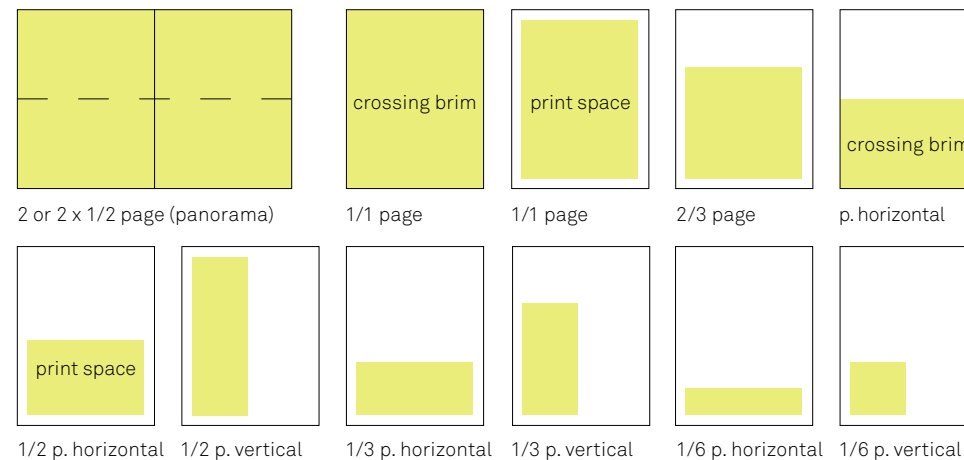 crossing brim
print space
crossing brim
2 or 2 x 1/2 page (panorama)
1/1 page
1/1 page
2/3 page
p. horizontal
print space
1/2 p. horizontal
1/2 p. vertical
1/3 p. horizontal
1/3 p. vertical
1/6 p. horizontal
1/6 p. vertical